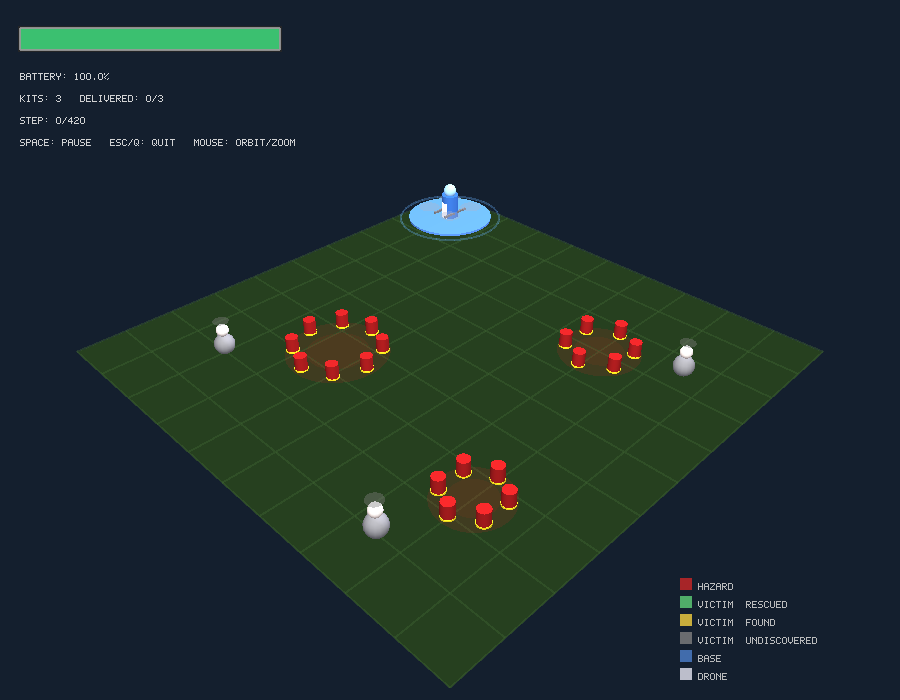 BATTERY: 100.0%
KITS: 3 DELIVERED: 0/3
STEP: 0/420
SPACE: PAUSE ESC/Q: QUIT MOUSE: ORBIT/ZOOM
HAZARD
VICTIM RESCUED
VICTIM FOUND
VICTIM UNDISCOVERED
BASE
DRONE